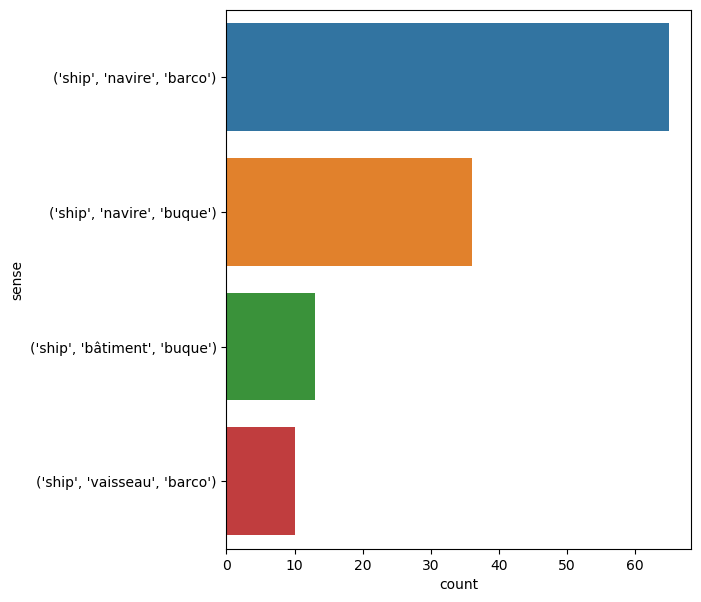 ('ship', 'navire', 'barco')
('ship', 'navire', 'buque')
('ship', 'bâtiment', 'buque')
('ship', 'vaisseau', 'barco')
sense
0 10 20 30 40 50 60
count